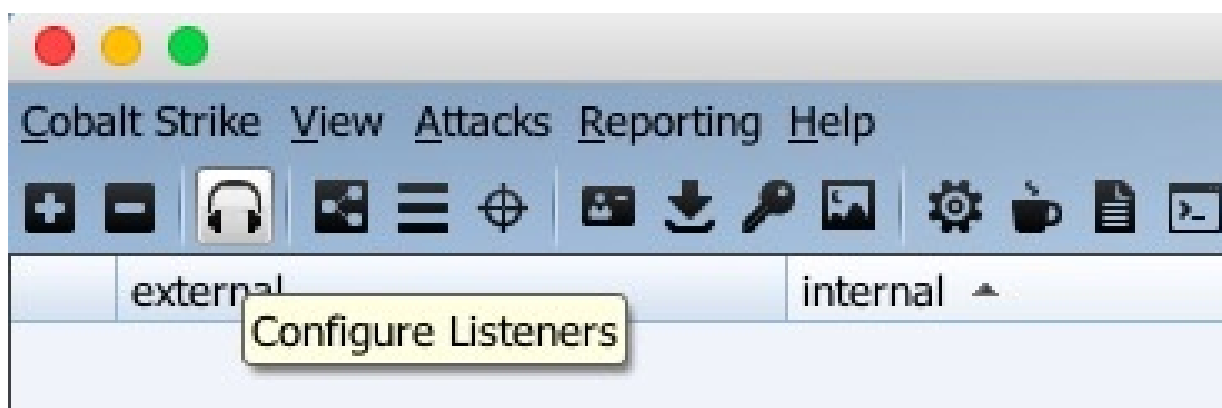 Cobalt Strike View Attacks Reporting Help
external internal
Configure Listeners